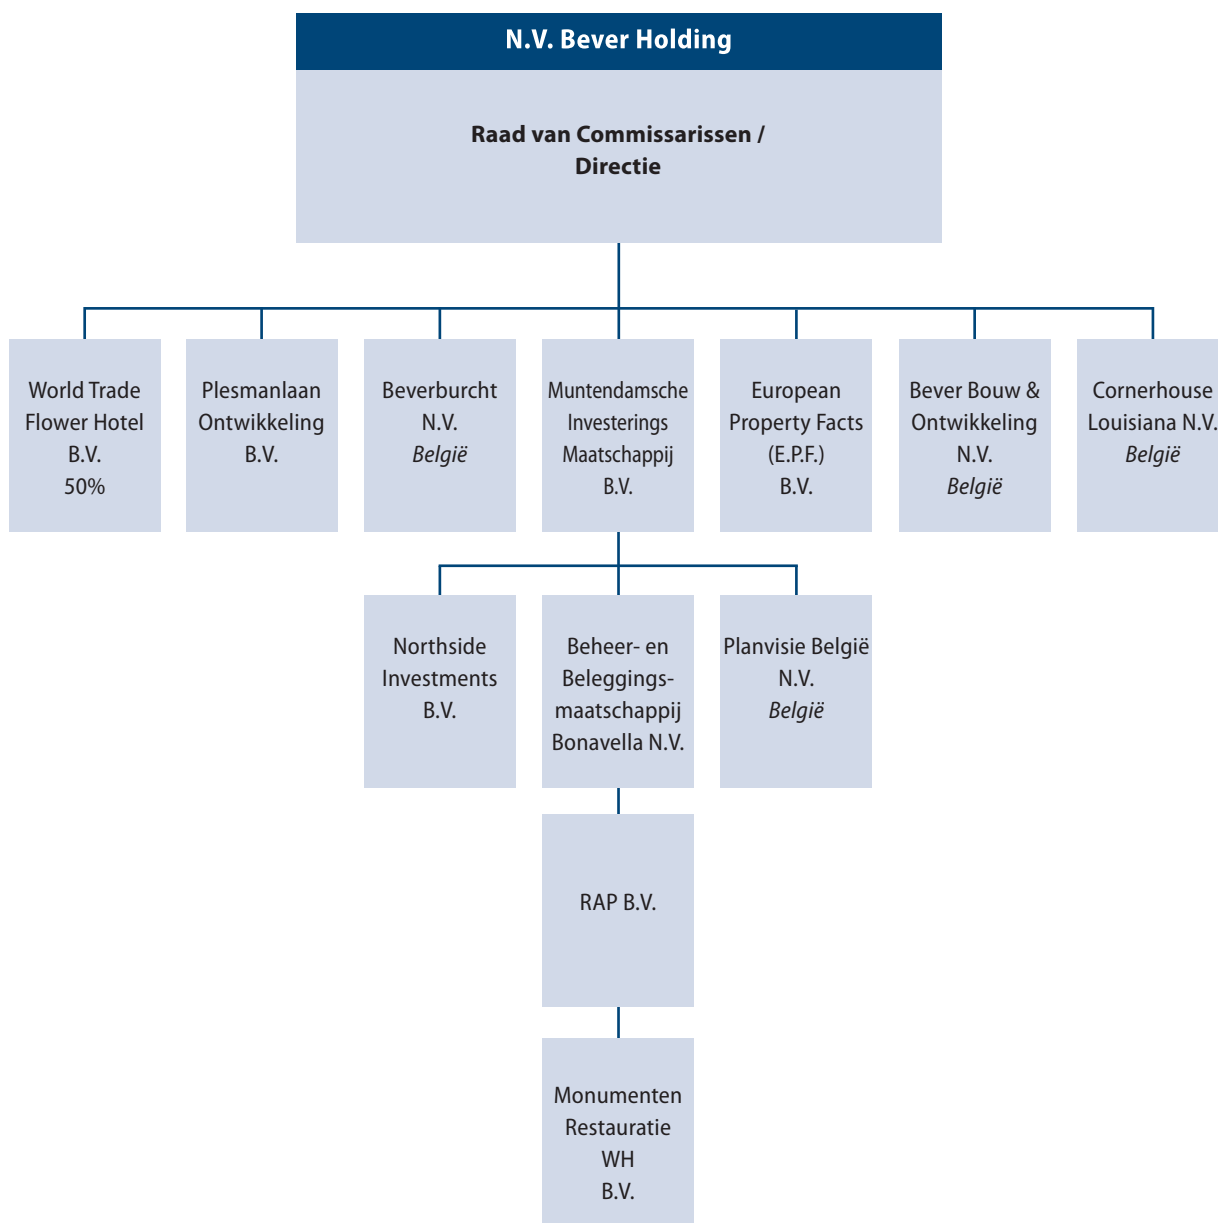 N.V. Bever Holding
Raad van Commissarissen /
Directie
World Trade
Flower Hotel
B.V.
50%
Plesmanlaan
Ontwikkeling
B.V.
Beverburcht
N.V.
België
Muntendamsche
Investerings
Maatschappij
B.V.
European
Property Facts
(E.P.F.)
B.V.
Bever Bouw &
Ontwikkeling
N.V.
België
Cornerhouse
Louisiana N.V.
België
Northside
Investments
B.V.
Beheer- en
Beleggings-
maatschappij
Bonavella N.V.
Planvisie België
N.V.
België
RAP B.V.
Monumenten
Restauratie
WH
B.V.